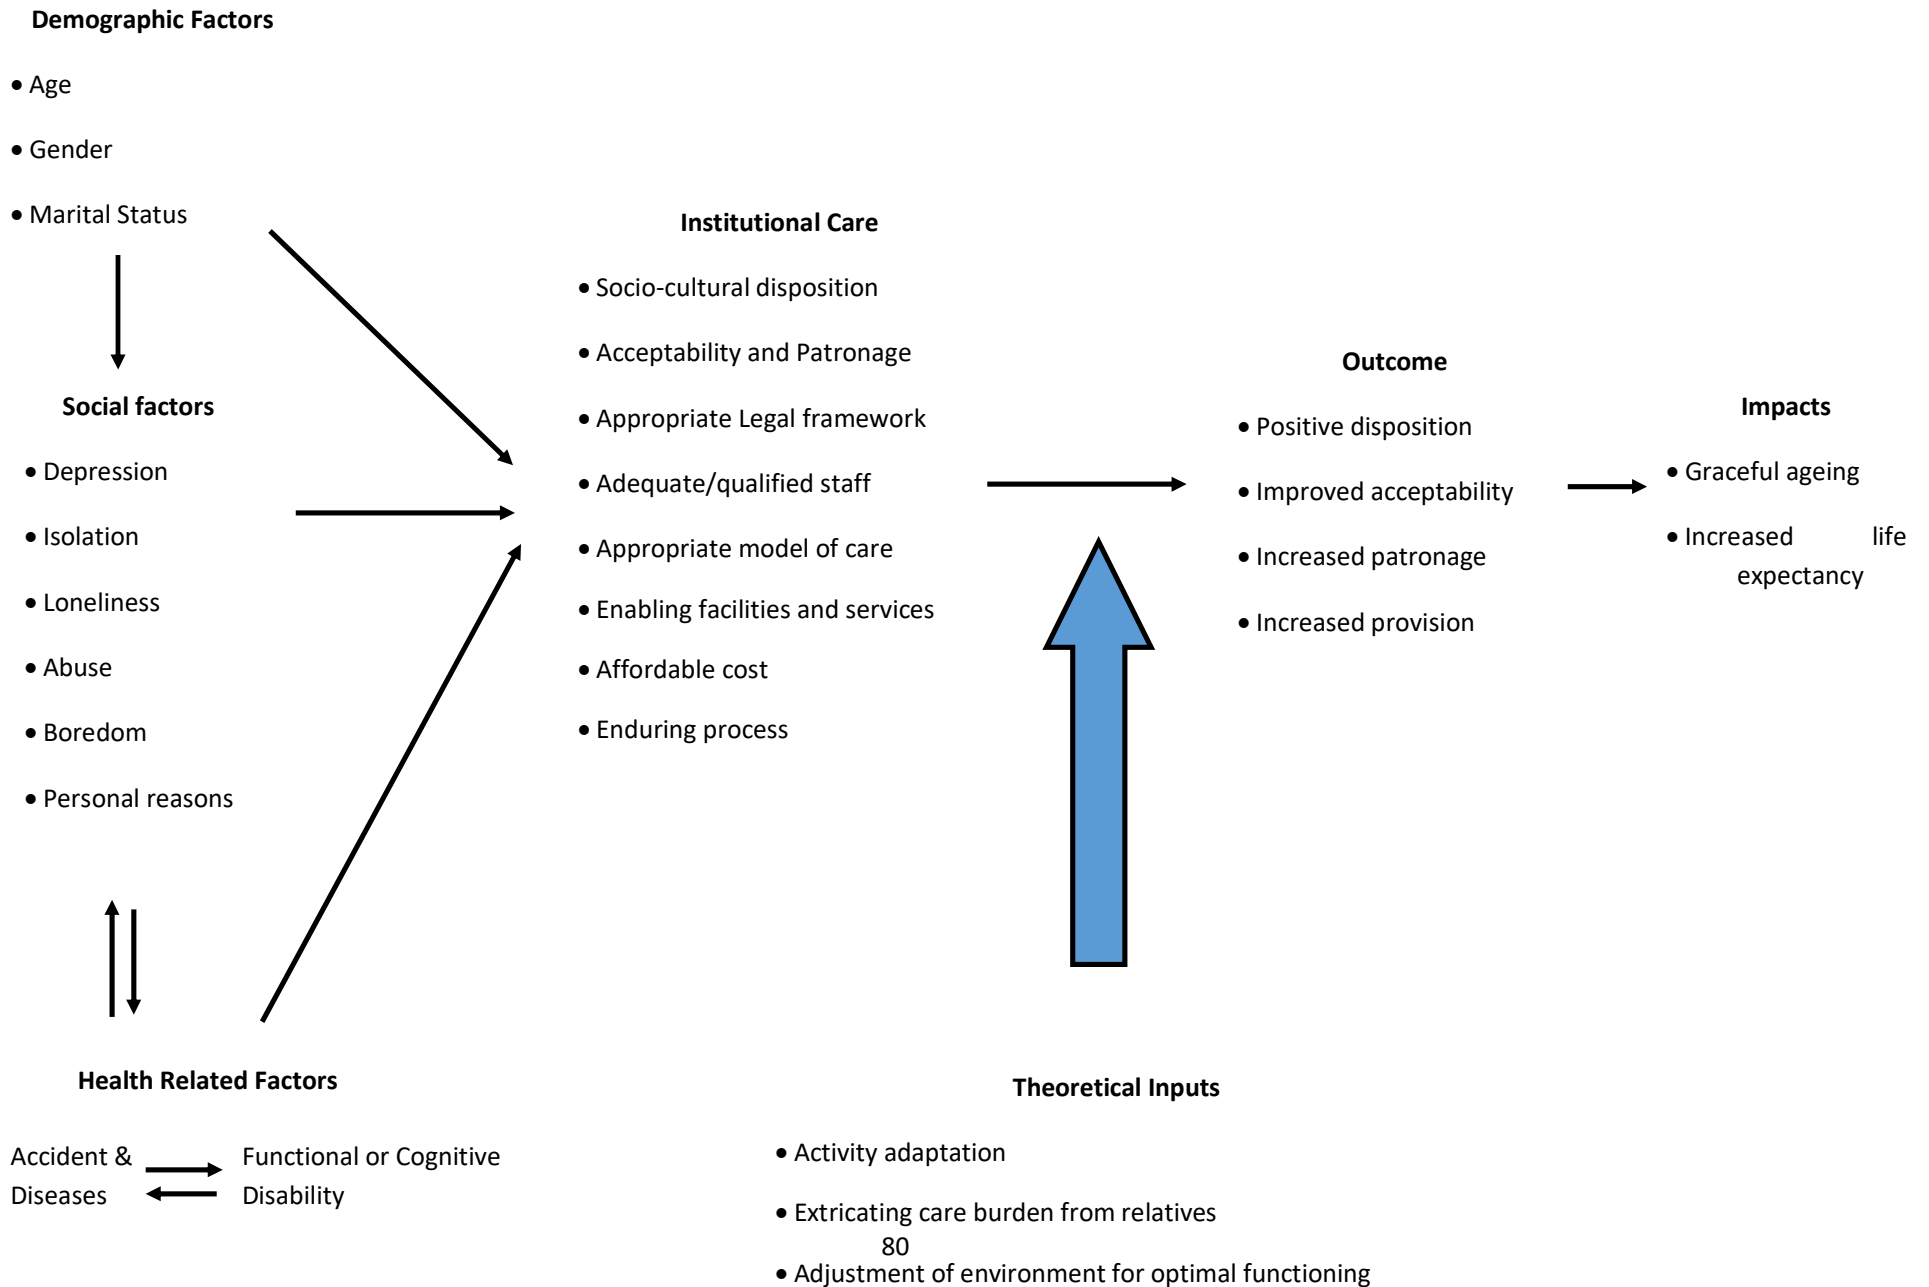 Demographic Factors
• Age
• Gender
• Marital Status
Social factors
• Depression
• Isolation
• Loneliness
• Abuse
• Boredom
• Personal reasons
Health Related Factors
Accident &
Diseases
Functional or Cognitive
Disability
Institutional Care
• Socio-cultural disposition
• Acceptability and Patronage
• Appropriate Legal framework
• Adequate/qualified staff
• Appropriate model of care
• Enabling facilities and services
• Affordable cost
• Enduring process
Outcome
• Positive disposition
• Improved acceptability
• Increased patronage
• Increased provision
Impacts
• Graceful ageing
• Increased life
expectancy
Theoretical Inputs
• Activity adaptation
• Extricating care burden from relatives
80
• Adjustment of environment for optimal functioning